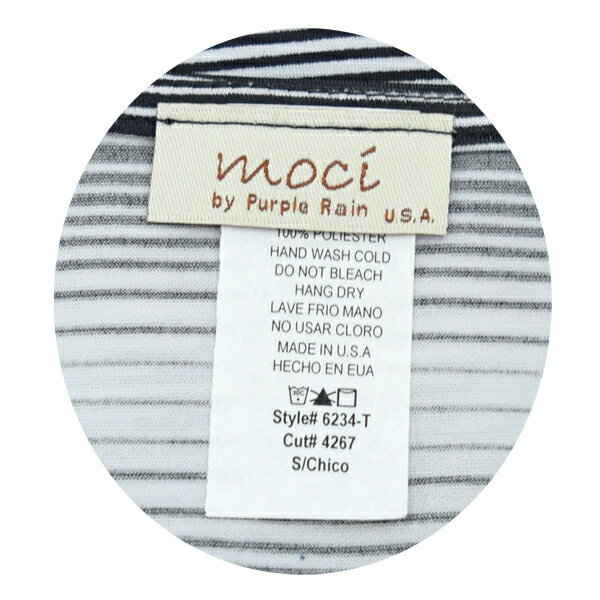 moci
by Purple Rain U.S.A.
100% POLIESTER
HAND WASH COLD
DO NOT BLEACH
HANG DRY
LAVE FRIO MANO
NO USAR CLORO
MADE IN U.S.A
HECHO EN EUA
Style# 6234-T
Cut# 4267
S/Chico